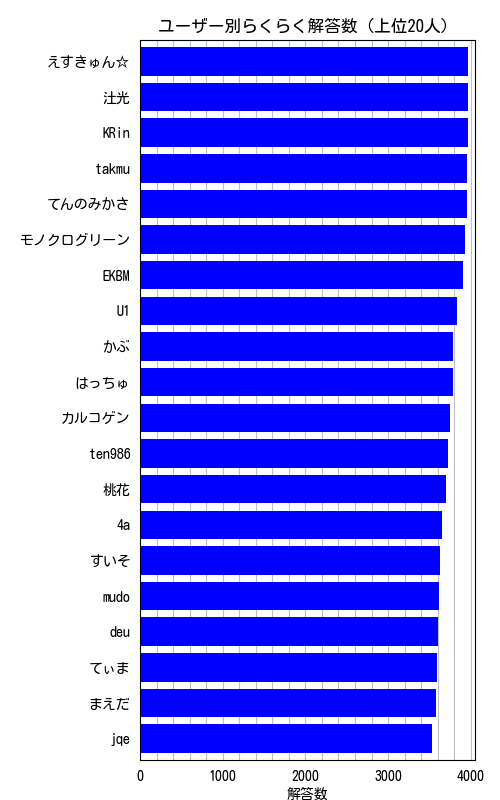 ユーザー別らくらく解答数（上位20人）
えすきゅん☆
汢光
KRin
takmu
てんのみかさ
モノクログリーン
EKBM
U1
かぶ
はっちゅ
カルコゲン
ten986
桃花
4a
すいそ
mudo
deu
てぃま
まえだ
jqe
0 1000 2000 3000 4000
解答数